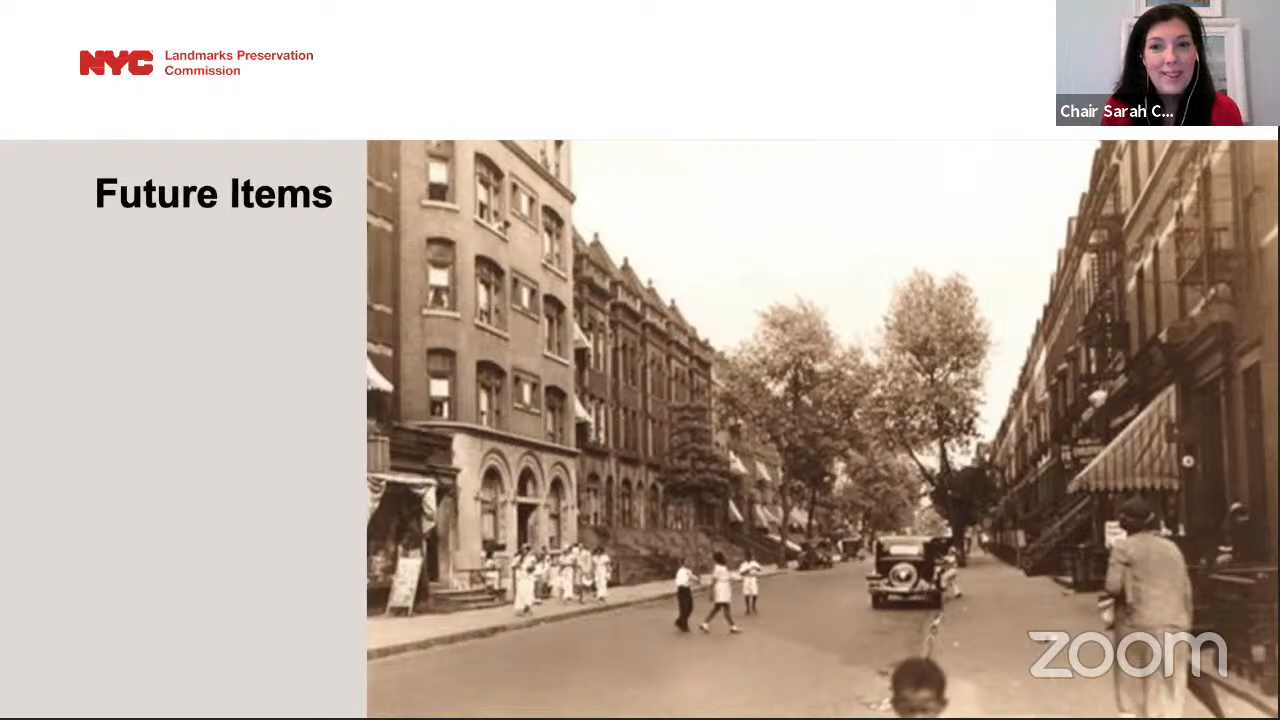 NYC
Landmarks Preservation
Commission
Chair Sarah C...
Future Items
zoom